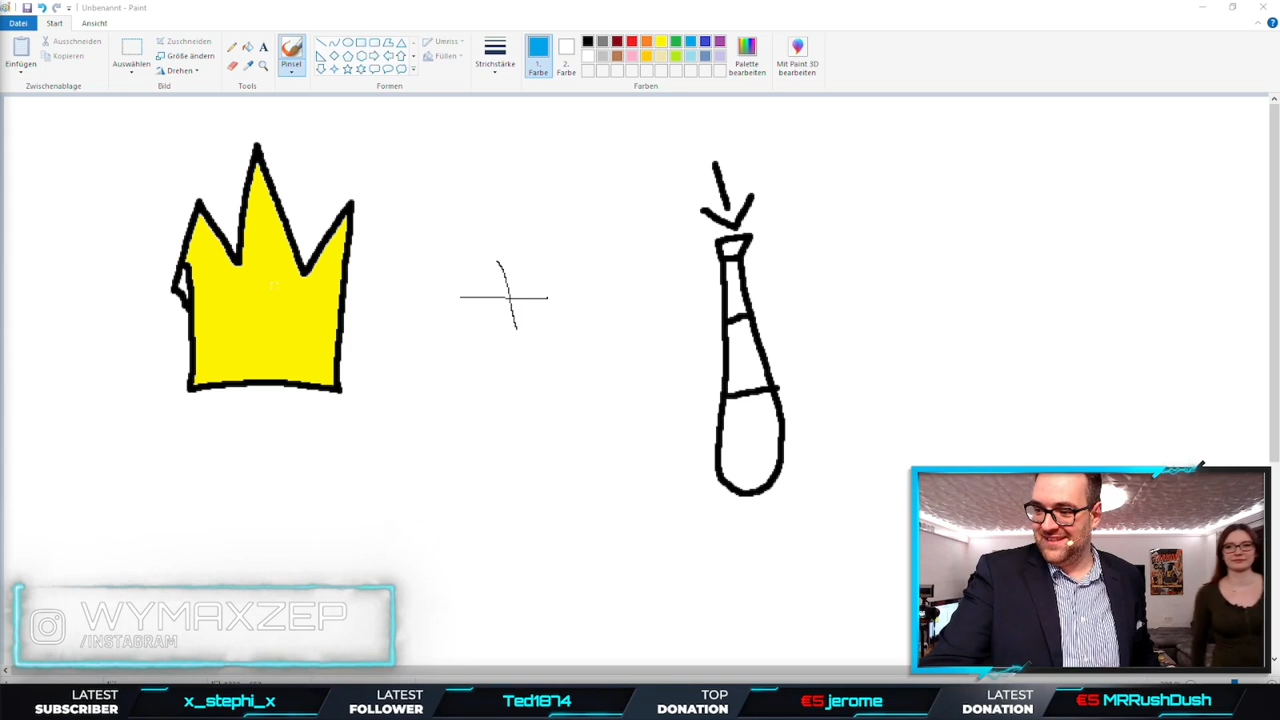 Unbenannt - Paint
Datei Start Ansicht
Einfügen
Ausschneiden
Kopieren
Zwischenablage
Auswählen
Zuschneiden
Größe ändern
Drehen
Bild
A
Tools
Pinsel
Formen
Umriss
Füllen
Strichstärke
1.
Farbe
2.
Farbe
Palette
bearbeiten
Farben
Mit Paint 3D
bearbeiten
WYMAXZEP
/INSTAGRAM
LATEST
SUBSCRIBER
x_stephi_x
LATEST
FOLLOWER
Ted1874
TOP
DONATION
€5 jerome
LATEST
DONATION
€5 MRRushDush